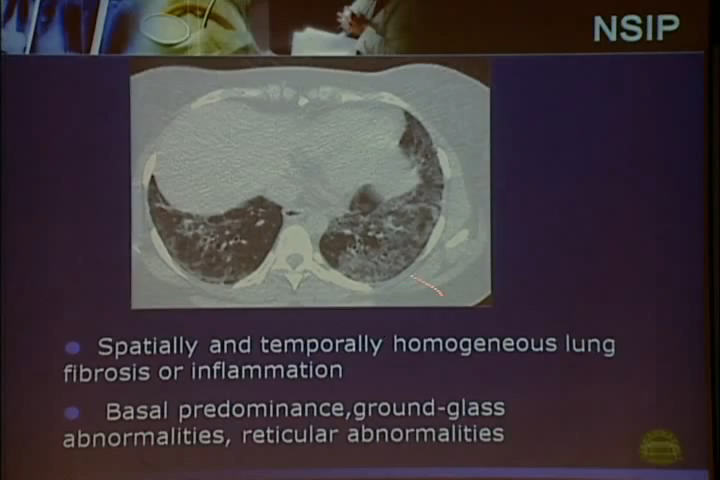 NSIP
Spatially and temporally homogeneous lung
fibrosis or inflammation
Basal predominance,ground-glass
abnormalities, reticular abnormalities